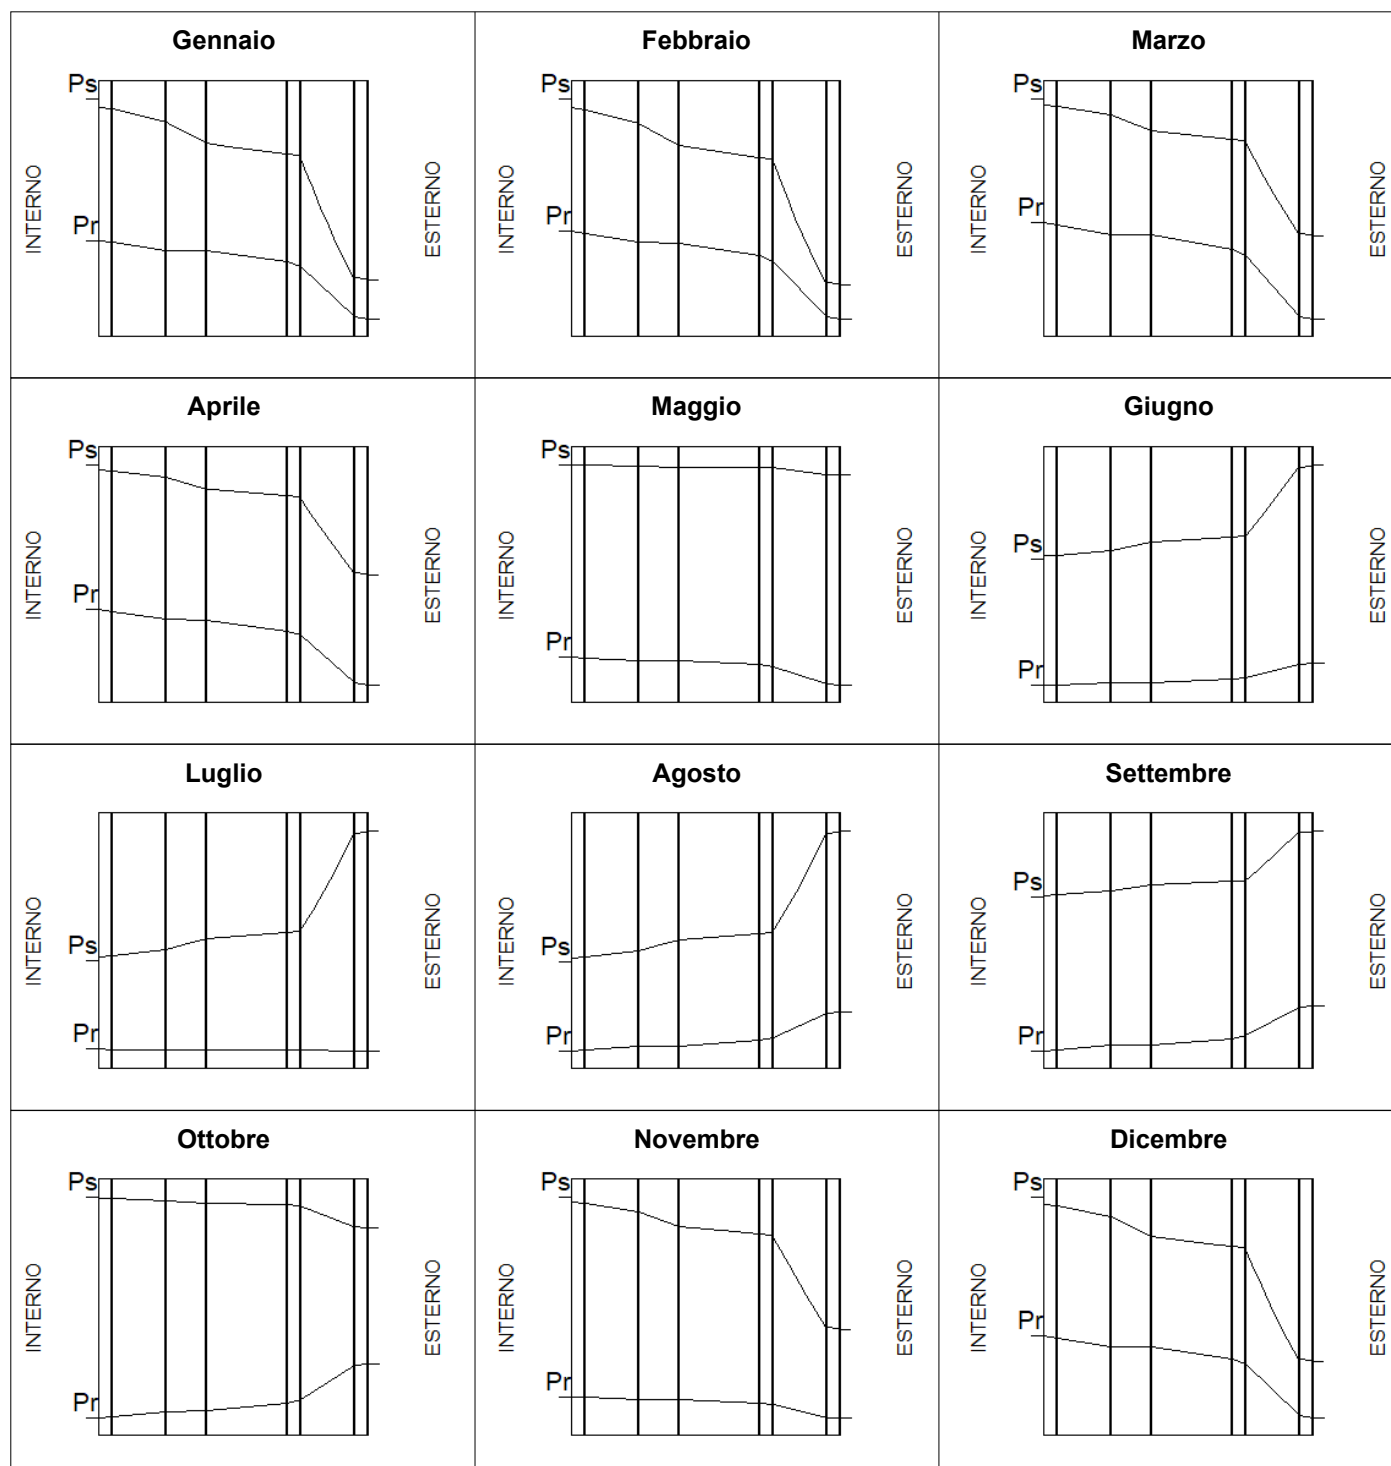 Gennaio
Ps
INTERNO
Pr
ESTERNO
Febbraio
Ps
INTERNO
Pr
ESTERNO
Marzo
Ps
INTERNO
Pr
ESTERNO
Aprile
Ps
INTERNO
Pr
ESTERNO
Maggio
Ps
INTERNO
Pr
ESTERNO
Giugno
Ps
INTERNO
Pr
ESTERNO
Luglio
Ps
INTERNO
Pr
ESTERNO
Agosto
Ps
INTERNO
Pr
ESTERNO
Settembre
Ps
INTERNO
Pr
ESTERNO
Ottobre
Ps
INTERNO
Pr
ESTERNO
Novembre
Ps
INTERNO
Pr
ESTERNO
Dicembre
Ps
INTERNO
Pr
ESTERNO